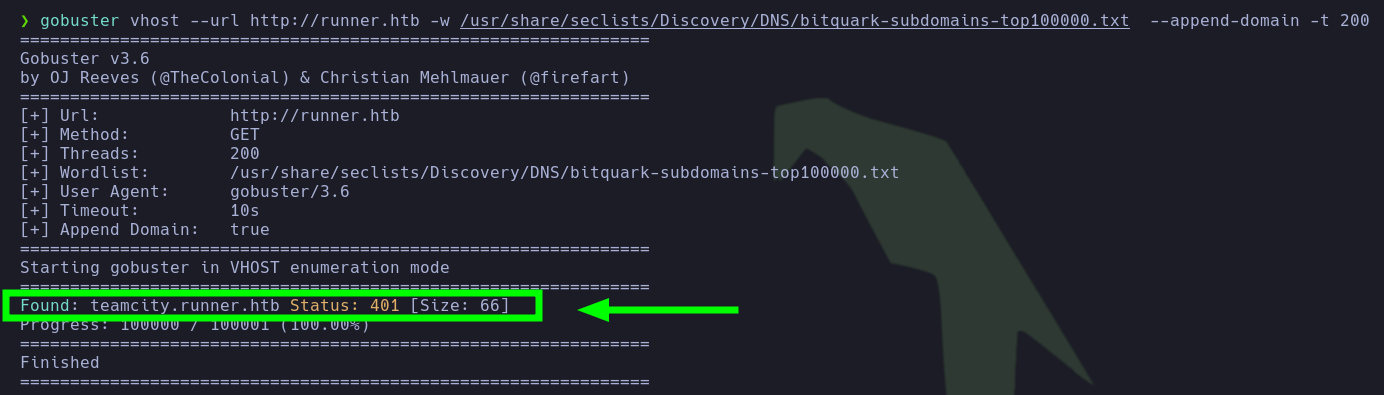 ❯ gobuster vhost --url http://runner.htb -w /usr/share/seclists/Discovery/DNS/bitquark-subdomains-top100000.txt  --append-domain -t 200
===============================================================
Gobuster v3.6
by OJ Reeves (@TheColonial) & Christian Mehlmauer (@firefart)
===============================================================
[+] Url:             http://runner.htb
[+] Method:          GET
[+] Threads:         200
[+] Wordlist:        /usr/share/seclists/Discovery/DNS/bitquark-subdomains-top100000.txt
[+] User Agent:      gobuster/3.6
[+] Timeout:         10s
[+] Append Domain:   true
===============================================================
Starting gobuster in VHOST enumeration mode
===============================================================
Found: teamcity.runner.htb Status: 401 [Size: 66]
Progress: 100000 / 100001 (100.00%)
===============================================================
Finished
===============================================================